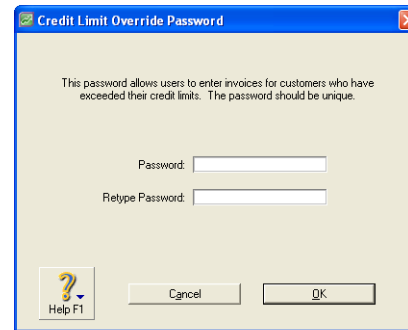 Credit Limit Override Password
This password allows users to enter invoices for customers who have
exceeded their credit limits. The password should be unique.
Password:
Retype Password:
Help F1
Cancel
OK